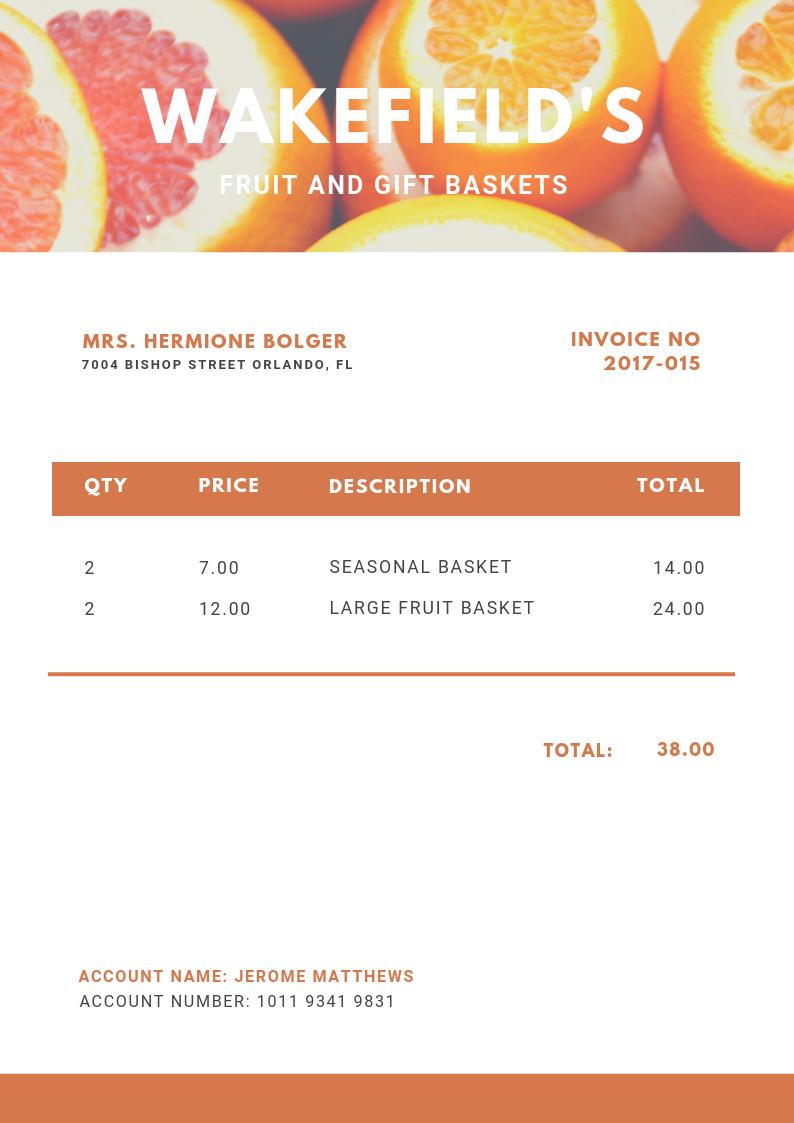 WAKEFIELD'S
FRUIT AND GIFT BASKETS
MRS. HERMIONE BOLGER
7004 BISHOP STREET ORLANDO, FL
INVOICE NO
2017-015
QTY PRICE DESCRIPTION TOTAL
2 7.00 SEASONAL BASKET 14.00
2 12.00 LARGE FRUIT BASKET 24.00
TOTAL: 38.00
ACCOUNT NAME: JEROME MATTHEWS
ACCOUNT NUMBER: 1011 9341 9831